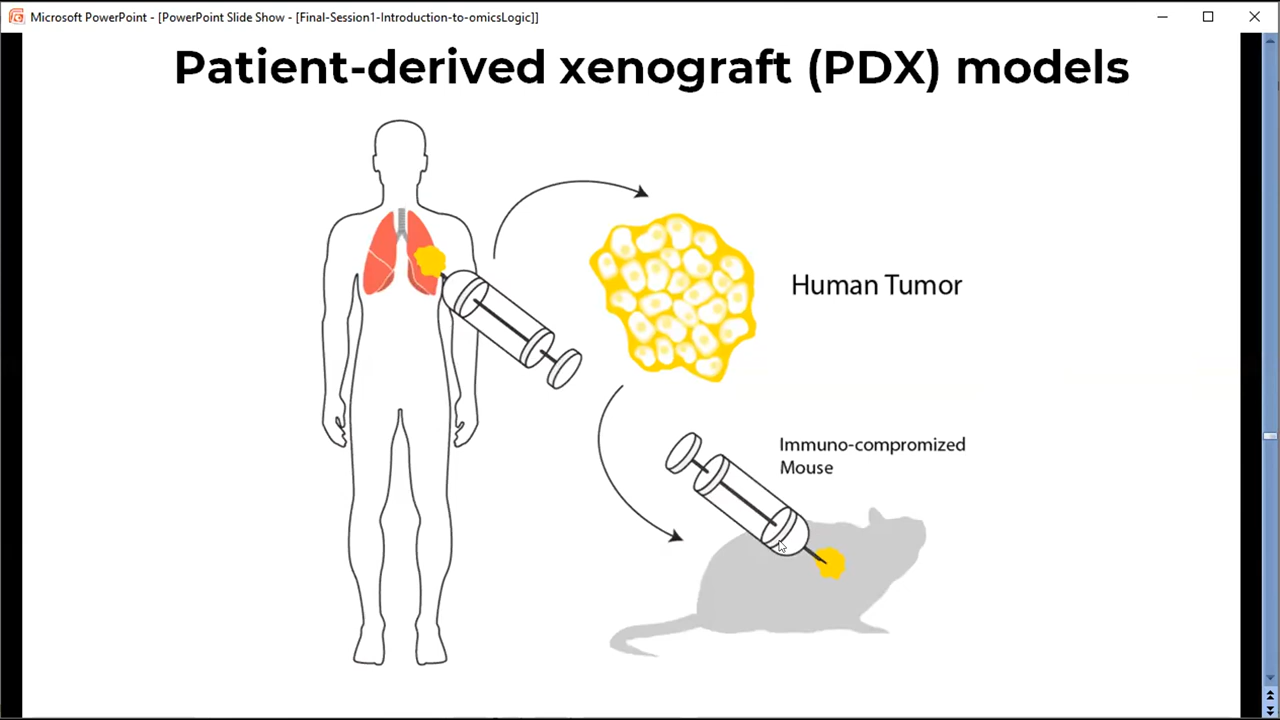 Microsoft PowerPoint - [PowerPoint Slide Show - [Final-Session1-Introduction-to-omicsLogic]]
Patient-derived xenograft (PDX) models
Human Tumor
Immuno-compromized
Mouse